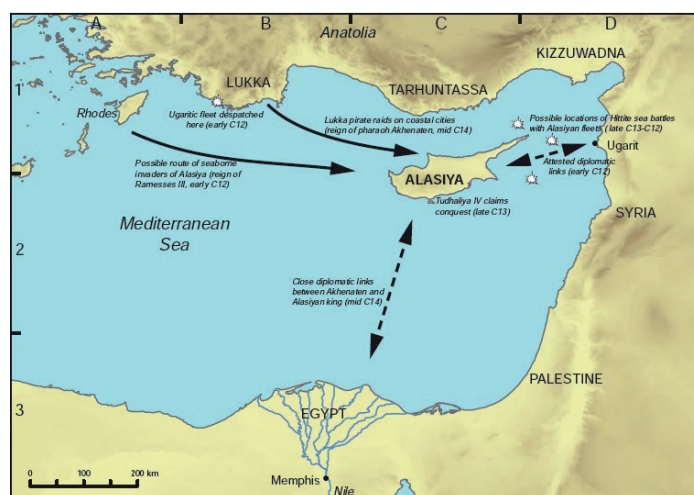 A
B
C
D
Anatolia
KIZZUWADNA
1
LUKKA
TARHUNTASSA
Rhodes
Ugaritic fleet despatched
here (early C12)
Lukka pirate raids on coastal cities
(reign of pharaoh Akhenaten, mid C14)
Possible locations of Hittite sea battles
with Alasiyan fleets (late C13-C12)
Ugarit
Possible route of seaborne
invaders of Alasiya (reign of
Ramesses III, early C12)
ALASIYA
Attested diplomatic
links (early C12)
Tudhaliya IV claims
conquest (late C13)
SYRIA
Mediterranean
Sea
2
Close diplomatic links
between Akhenaten and
Alasiyan king (mid C14)
PALESTINE
3
EGYPT
0 100 200 km
Memphis
Nile